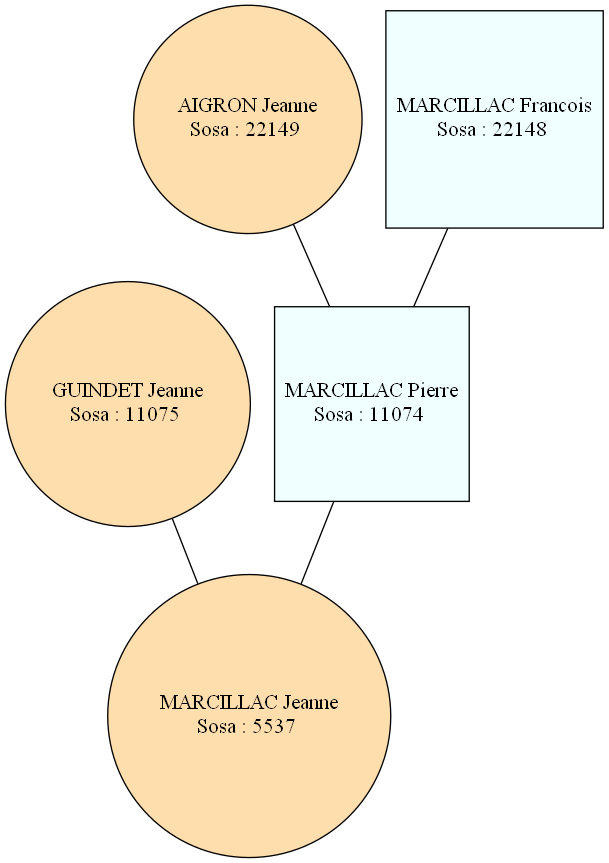 AIGRON Jeanne
Sosa : 22149
MARCILLAC Francois
Sosa : 22148
GUINDET Jeanne
Sosa : 11075
MARCILLAC Pierre
Sosa : 11074
MARCILLAC Jeanne
Sosa : 5537